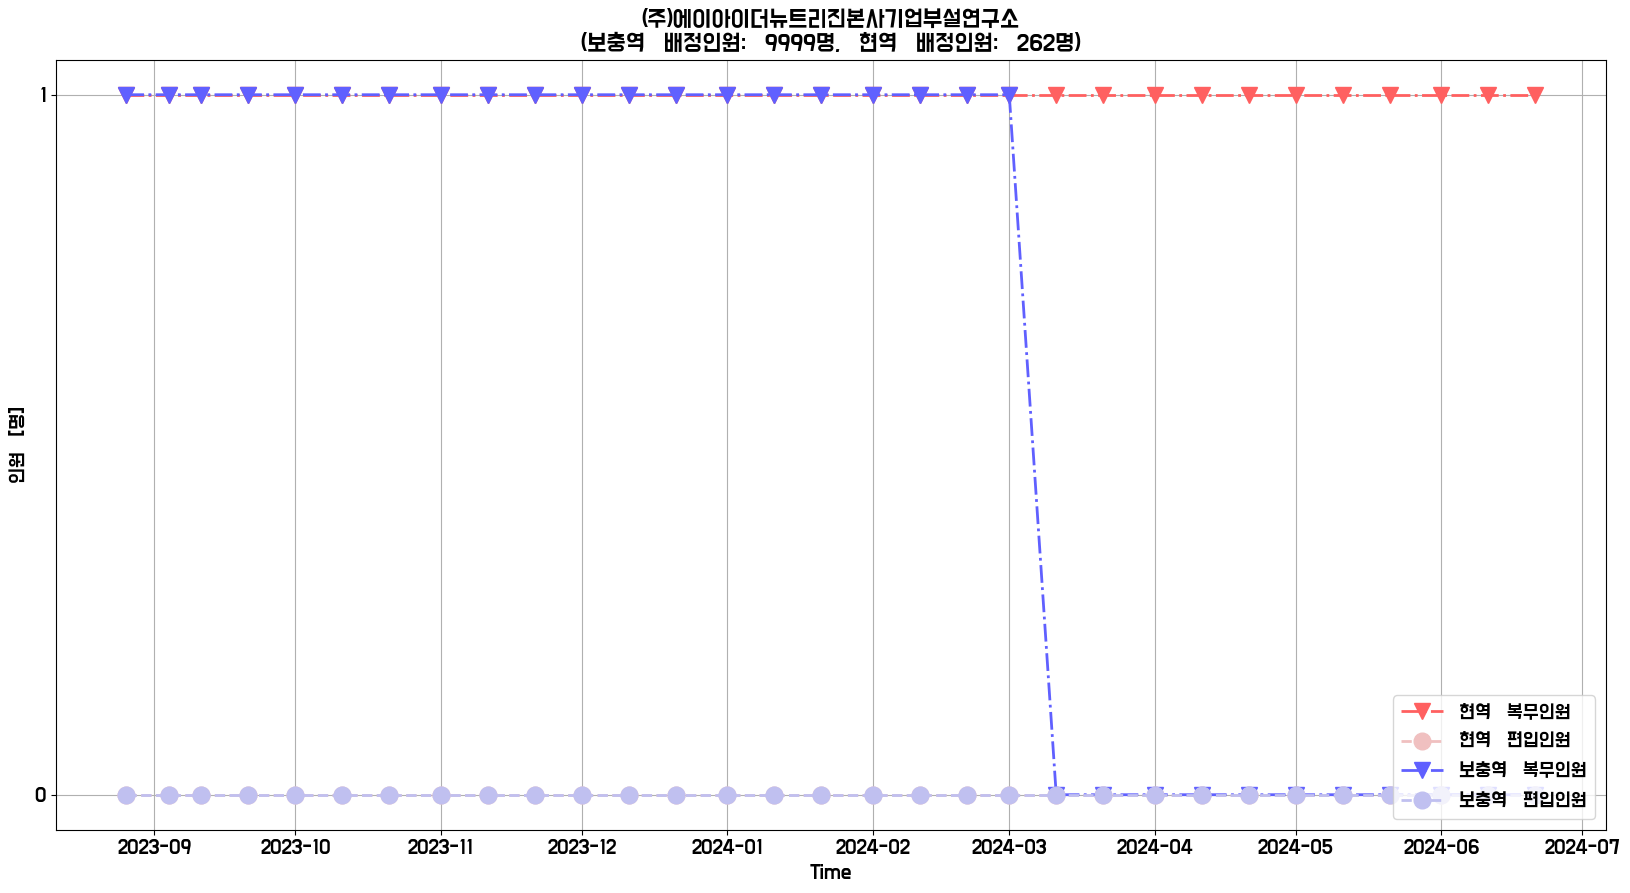 (주)에이아이더뉴트리진본사기업부설연구소
(보충역 배정인원: 9999명, 현역 배정인원: 262명)
1
0
인원 [명]
2023-09 2023-10 2023-11 2023-12 2024-01 2024-02 2024-03 2024-04 2024-05 2024-06 2024-07
Time
현역 복무인원
현역 편입인원
보충역 복무인원
보충역 편입인원